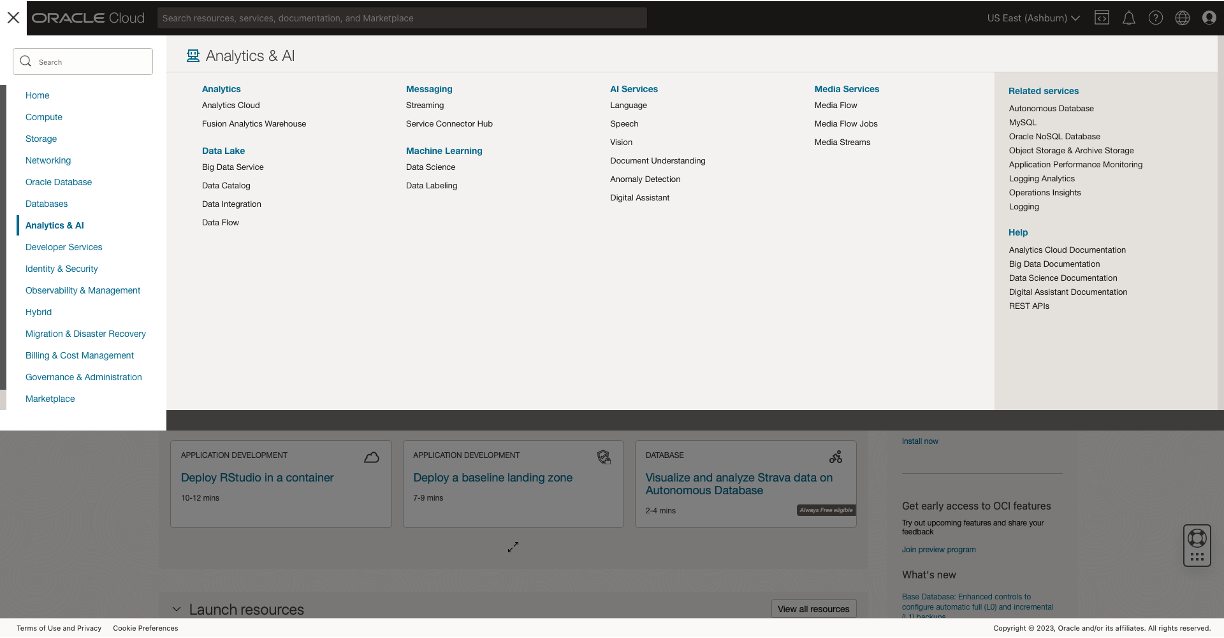 ORACLE Cloud
Search resources, services, documentation, and Marketplace
US East (Ashburn)
Search
Home
Compute
Storage
Networking
Oracle Database
Databases
Analytics & AI
Developer Services
Identity & Security
Observability & Management
Hybrid
Migration & Disaster Recovery
Billing & Cost Management
Governance & Administration
Marketplace
Analytics & AI
Analytics
Analytics Cloud
Fusion Analytics Warehouse
Data Lake
Big Data Service
Data Catalog
Data Integration
Data Flow
Messaging
Streaming
Service Connector Hub
Machine Learning
Data Science
Data Labeling
AI Services
Language
Speech
Vision
Document Understanding
Anomaly Detection
Digital Assistant
Media Services
Media Flow
Media Flow Jobs
Media Streams
Related services
Autonomous Database
MySQL
Oracle NoSQL Database
Object Storage & Archive Storage
Application Performance Monitoring
Logging Analytics
Operations Insights
Logging
Help
Analytics Cloud Documentation
Big Data Documentation
Data Science Documentation
Digital Assistant Documentation
REST APIs
APPLICATION DEVELOPMENT
Deploy RStudio in a container
10-12 mins
APPLICATION DEVELOPMENT
Deploy a baseline landing zone
7-9 mins
DATABASE
Visualize and analyze Strava data on
Autonomous Database
2-4 mins
Always Free eligible
Install now
Get early access to OCI features
Try out upcoming features and share your
feedback
Join preview program
What's new
Base Database: Enhanced controls to
configure automatic full (L0) and incremental
(L1) backups
Launch resources
View all resources
Terms of Use and Privacy
Cookie Preferences
Copyright © 2023, Oracle and/or its affiliates. All rights reserved.